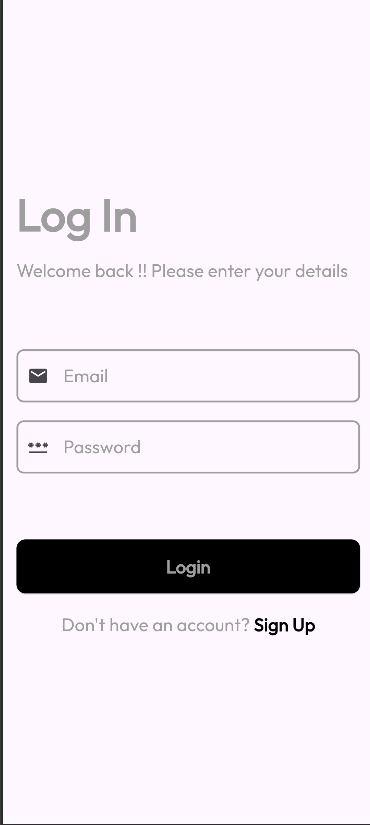 Log In
Welcome back !! Please enter your details
Email
Password
Login
Don't have an account? Sign Up